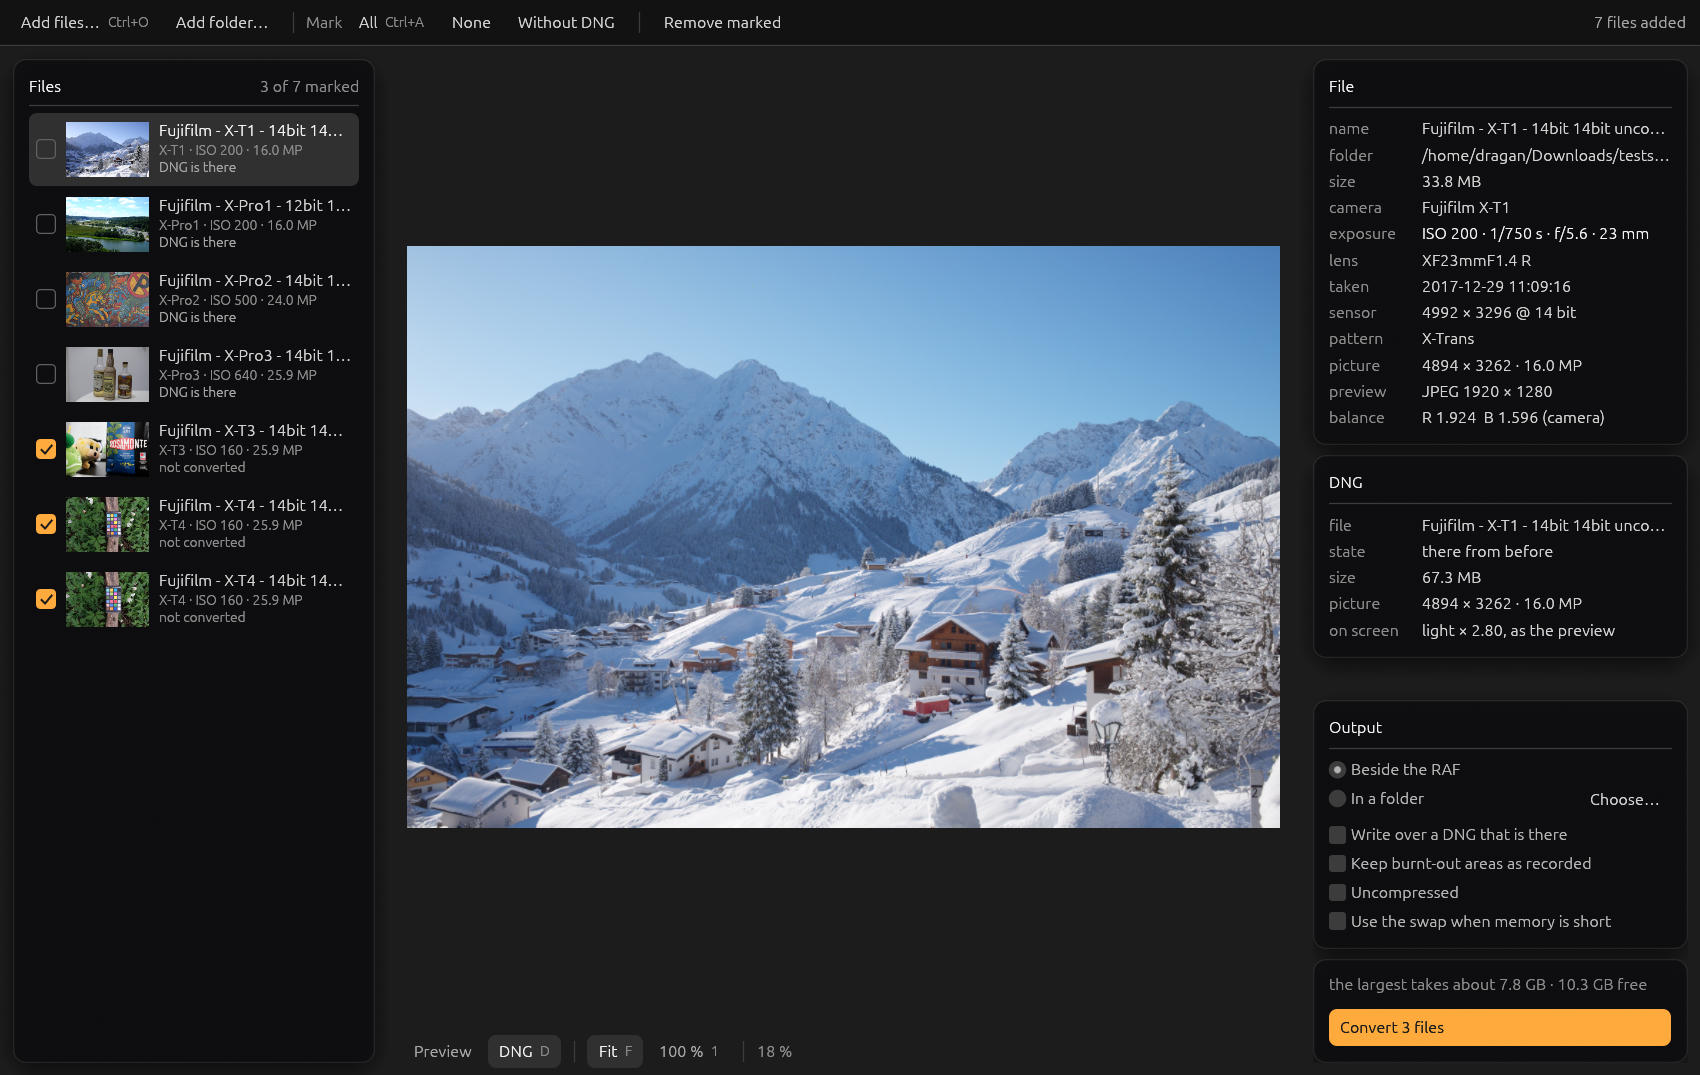 Add files... Ctrl+O Add folder... Mark All Ctrl+A None Without DNG Remove marked 7 files added
Files 3 of 7 marked
Fujifilm - X-T1 - 14bit 14...
X-T1 · ISO 200 · 16.0 MP
DNG is there
Fujifilm - X-Pro1 - 12bit 1...
X-Pro1 · ISO 200 · 16.0 MP
DNG is there
Fujifilm - X-Pro2 - 14bit 1...
X-Pro2 · ISO 500 · 24.0 MP
DNG is there
Fujifilm - X-Pro3 - 14bit 1...
X-Pro3 · ISO 640 · 25.9 MP
DNG is there
ROSAMONTE
Fujifilm - X-T3 - 14bit 14...
X-T3 · ISO 160 · 25.9 MP
not converted
Fujifilm - X-T4 - 14bit 14...
X-T4 · ISO 160 · 25.9 MP
not converted
Fujifilm - X-T4 - 14bit 14...
X-T4 · ISO 160 · 25.9 MP
not converted
Preview DNG D Fit F 100 % 1 18 %
File
name Fujifilm - X-T1 - 14bit 14bit unco...
folder /home/dragan/Downloads/tests...
size 33.8 MB
camera Fujifilm X-T1
exposure ISO 200 · 1/750 s · f/5.6 · 23 mm
lens XF23mmF1.4 R
taken 2017-12-29 11:09:16
sensor 4992 × 3296 @ 14 bit
pattern X-Trans
picture 4894 × 3262 · 16.0 MP
preview JPEG 1920 × 1280
balance R 1.924 B 1.596 (camera)
DNG
file Fujifilm - X-T1 - 14bit 14bit unco...
state there from before
size 67.3 MB
picture 4894 × 3262 · 16.0 MP
on screen light × 2.80, as the preview
Output
Beside the RAF
In a folder Choose...
Write over a DNG that is there
Keep burnt-out areas as recorded
Uncompressed
Use the swap when memory is short
the largest takes about 7.8 GB · 10.3 GB free
Convert 3 files